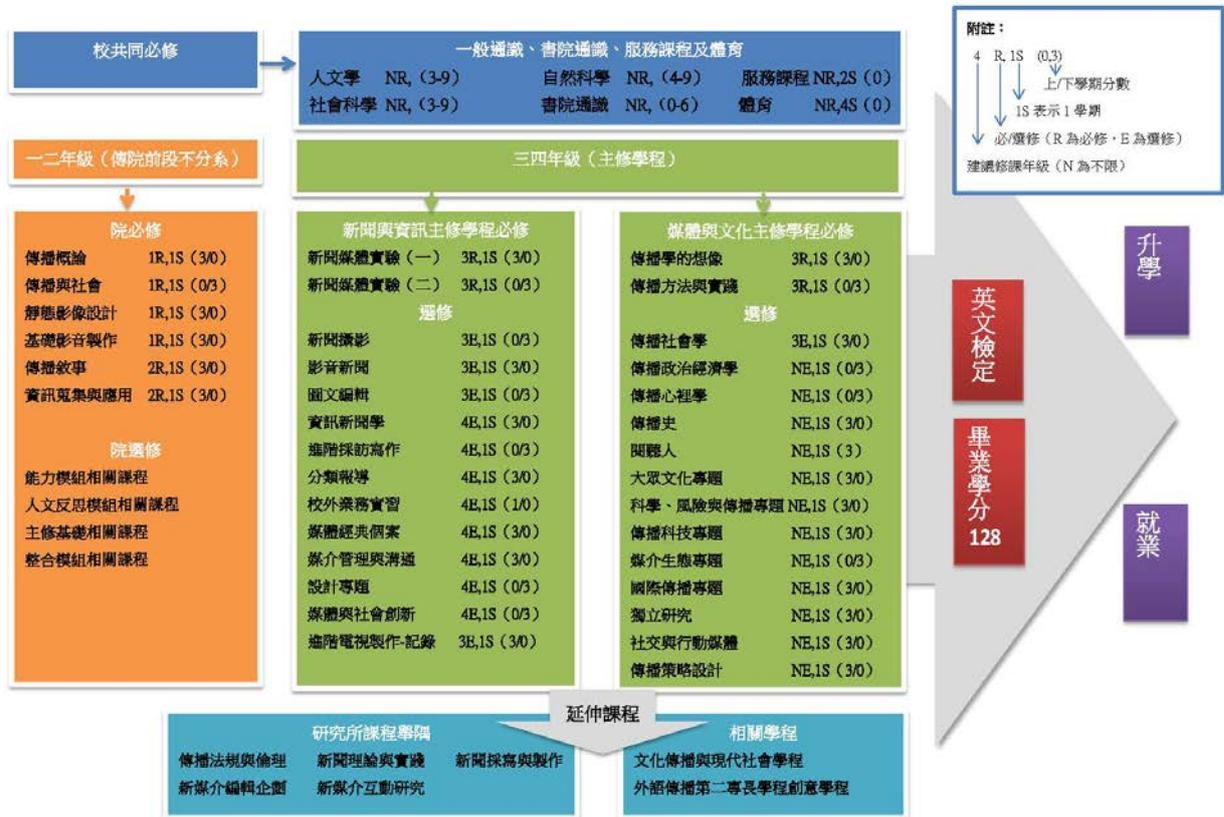 校共同必修
一般通識、書院通識、服務課程及體育
人文學 NR, (3-9) 自然科學 NR, (4-9) 服務課程 NR,2S (0)
社會科學 NR, (3-9) 書院通識 NR, (0-6) 體育 NR,4S (0)
附註：
4 R, 1S (0,3)
上/下學期分數
1S 表示 1 學期
必/選修（R 為必修，E 為選修）
建議修課年級（N 為不限）
一二年級（傳院前段不分系）
三四年級（主修學程）
院必修
傳播概論 1R,1S (3/0)
傳播與社會 1R,1S (0/3)
靜態影像設計 1R,1S (3/0)
基礎影音製作 1R,1S (3/0)
傳播敘事 2R,1S (3/0)
資訊蒐集與應用 2R,1S (3/0)
院選修
能力模組相關課程
人文反思模組相關課程
主修基礎相關課程
整合模組相關課程
新聞與資訊主修學程必修
新聞媒體實驗（一） 3R,1S (3/0)
新聞媒體實驗（二） 3R,1S (0/3)
選修
新聞攝影 3E,1S (0/3)
影音新聞 3E,1S (3/0)
圖文編輯 3E,1S (0/3)
資訊新聞學 4E,1S (3/0)
進階採訪寫作 4E,1S (0/3)
分類報導 4E,1S (3/0)
校外業務實習 4E,1S (1/0)
媒體經典個案 4E,1S (3/0)
媒介管理與溝通 4E,1S (3/0)
設計專題 4E,1S (0/3)
媒體與社會創新 4E,1S (0/3)
進階電視製作-記錄 3E,1S (3/0)
媒體與文化主修學程必修
傳播學的想像 3R,1S (3/0)
傳播方法與實踐 3R,1S (0/3)
選修
傳播社會學 3E,1S (3/0)
傳播政治經濟學 NE,1S (0/3)
傳播心裡學 NE,1S (0/3)
傳播史 NE,1S (3/0)
閱聽人 NE,1S (3)
大眾文化專題 NE,1S (3/0)
科學、風險與傳播專題 NE,1S (3/0)
傳播科技專題 NE,1S (3/0)
媒介生態專題 NE,1S (0/3)
國際傳播專題 NE,1S (3/0)
獨立研究 NE,1S (3/0)
社交與行動媒體 NE,1S (3/0)
傳播策略設計 NE,1S (3/0)
英文檢定
畢業學分
128
升學
就業
延伸課程
研究所課程舉隅
傳播法規與倫理 新聞理論與實踐 新聞採寫與製作
新媒介編輯企劃 新媒介互動研究
相關學程
文化傳播與現代社會學程
外語傳播第二專長學程創意學程